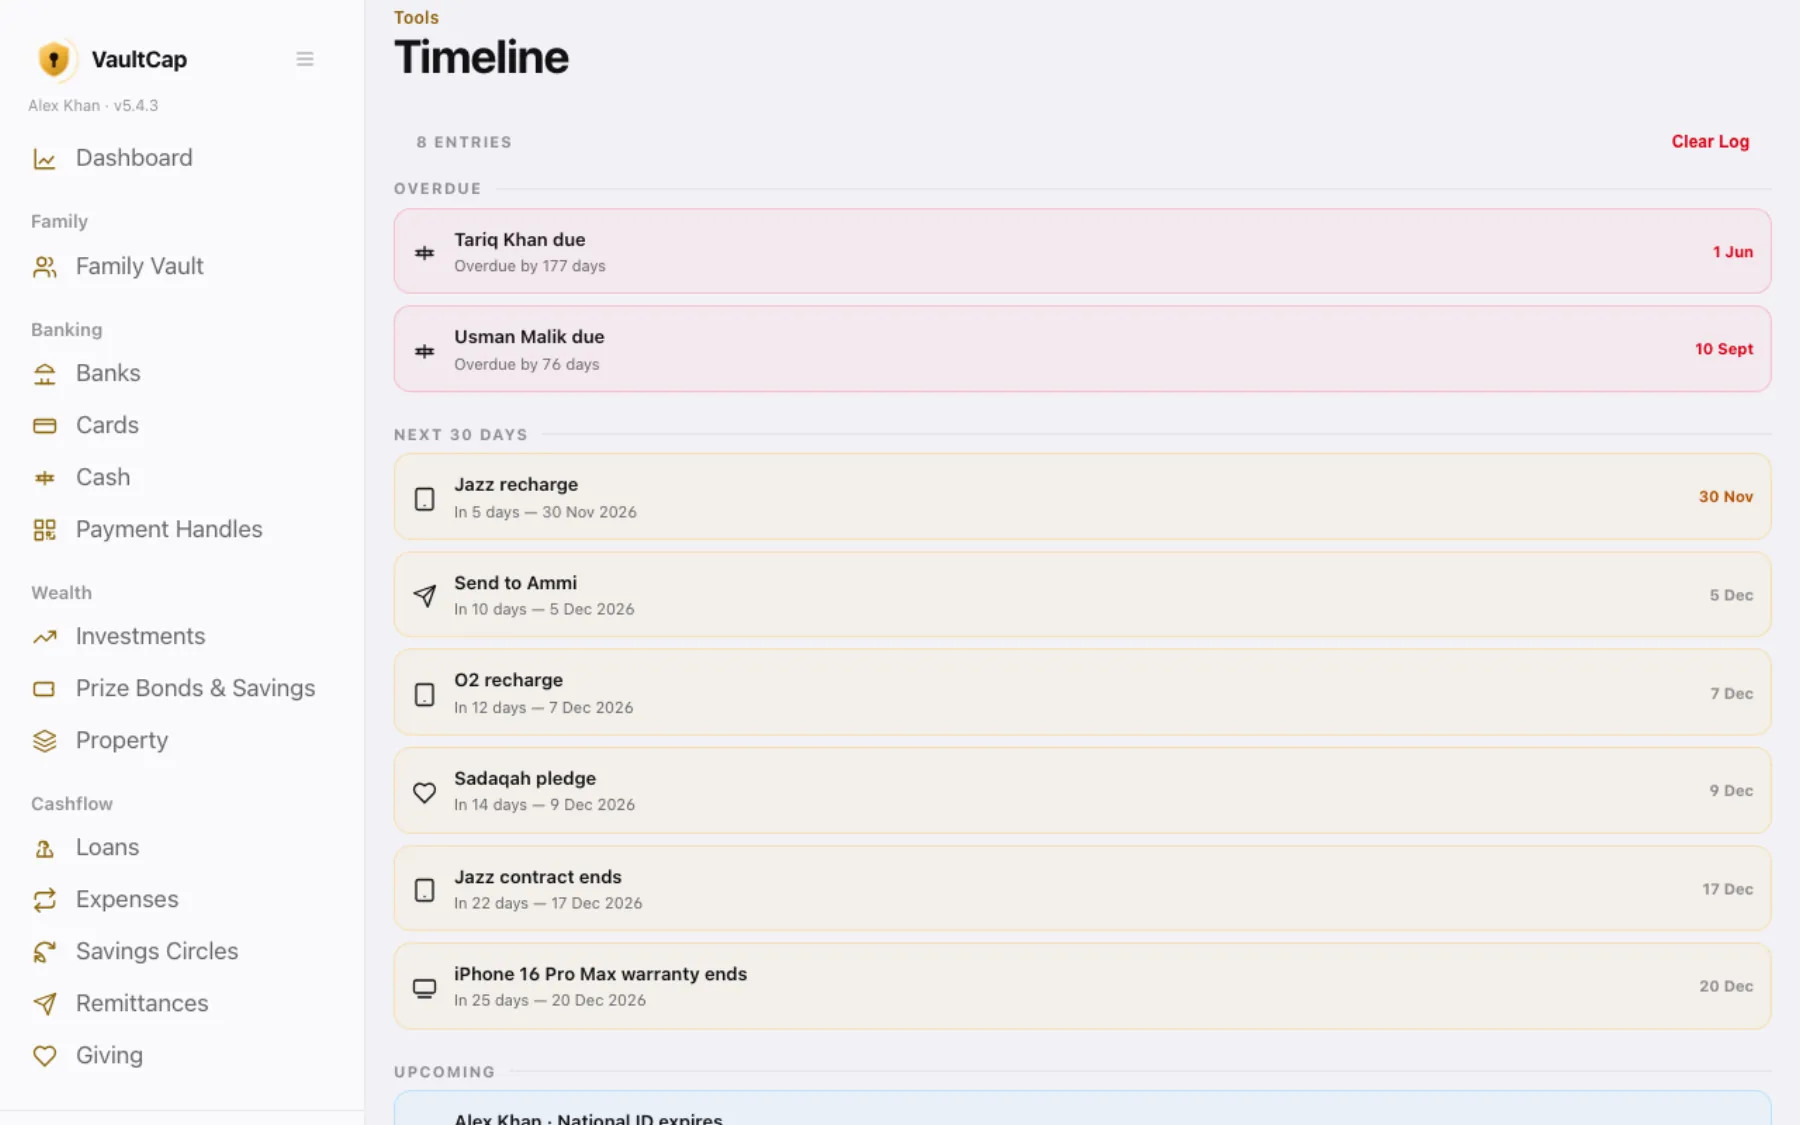 VaultCap
Alex Khan · v5.4.3
Dashboard
Family
Family Vault
Banking
Banks
Cards
Cash
Payment Handles
Wealth
Investments
Prize Bonds & Savings
Property
Cashflow
Loans
Expenses
Savings Circles
Remittances
Giving
Tools
Timeline
8 ENTRIES
Clear Log
OVERDUE
Tariq Khan due
Overdue by 177 days
1 Jun
Usman Malik due
Overdue by 76 days
10 Sept
NEXT 30 DAYS
Jazz recharge
In 5 days — 30 Nov 2026
30 Nov
Send to Ammi
In 10 days — 5 Dec 2026
5 Dec
O2 recharge
In 12 days — 7 Dec 2026
7 Dec
Sadaqah pledge
In 14 days — 9 Dec 2026
9 Dec
Jazz contract ends
In 22 days — 17 Dec 2026
17 Dec
iPhone 16 Pro Max warranty ends
In 25 days — 20 Dec 2026
20 Dec
UPCOMING
Alex Khan · National ID expires